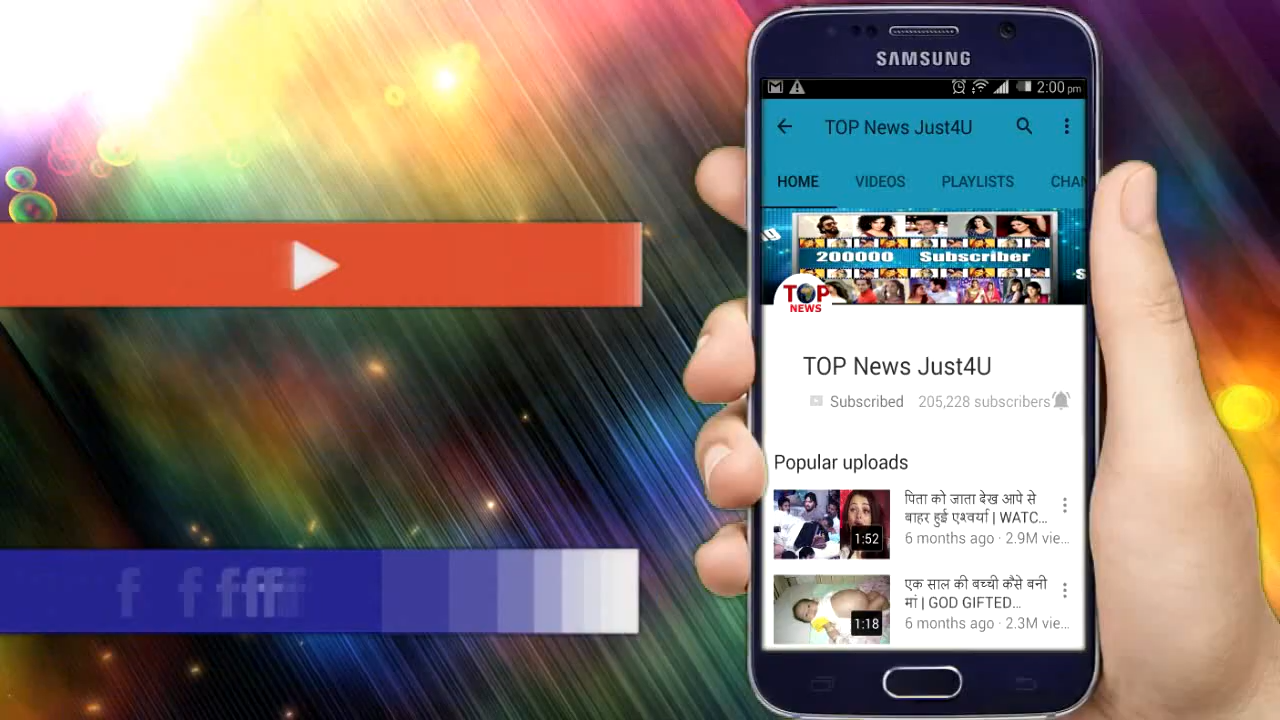 SAMSUNG
2:00 pm
TOP News Just4U
HOME VIDEOS PLAYLISTS CHAN
200000 Subscriber
TOP
NEWS
TOP News Just4U
Subscribed 205,228 subscribers
Popular uploads
पिता को जाता देख आपे से
बाहर हुई एश्वर्या | WATC...
6 months ago · 2.9M vie...
1:52
एक साल की बच्ची कैसे बनी
मां | GOD GIFTED...
6 months ago · 2.3M vie...
1:18